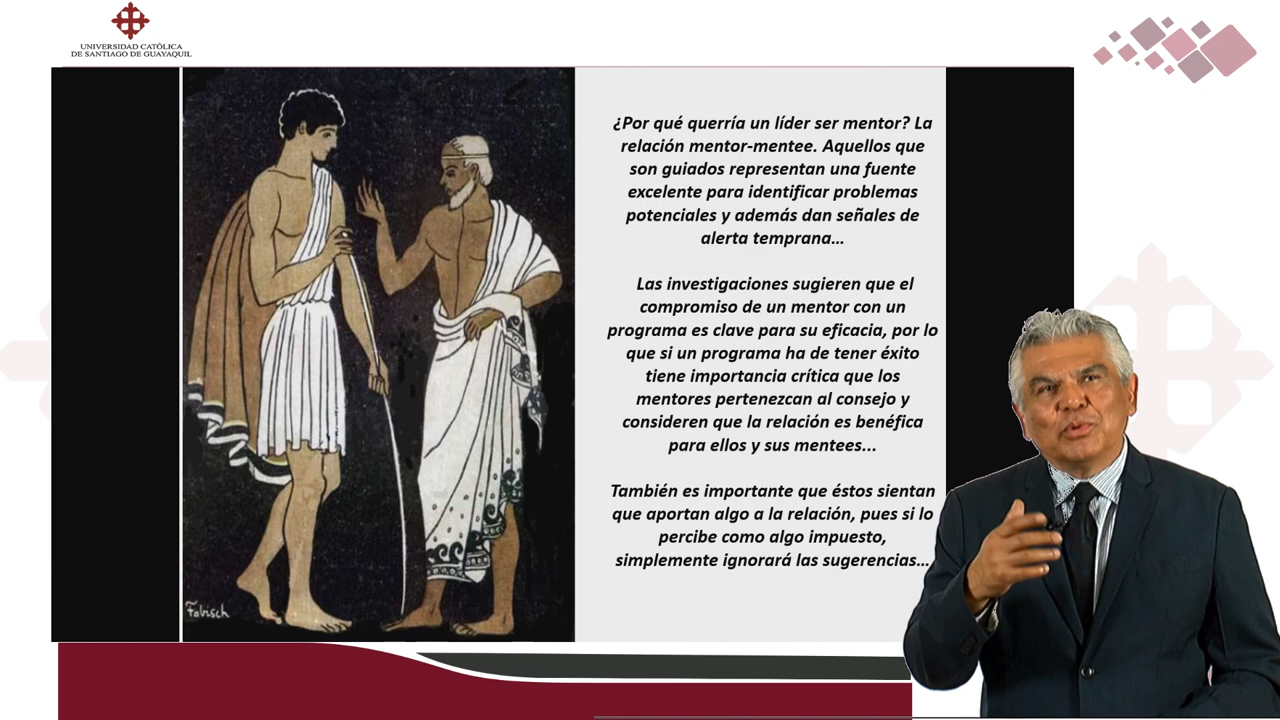 UNIVERSIDAD CATÓLICA
DE SANTIAGO DE GUAYAQUIL
¿Por qué querría un líder ser mentor? La
relación mentor-mentee. Aquellos que
son guiados representan una fuente
excelente para identificar problemas
potenciales y además dan señales de
alerta temprana...
Las investigaciones sugieren que el
compromiso de un mentor con un
programa es clave para su eficacia, por lo
que si un programa ha de tener éxito
tiene importancia crítica que los
mentores pertenezcan al consejo y
consideren que la relación es benéfica
para ellos y sus mentees...
También es importante que éstos sientan
que aportan algo a la relación, pues si lo
percibe como algo impuesto,
simplemente ignorará las sugerencias...
Fabisch